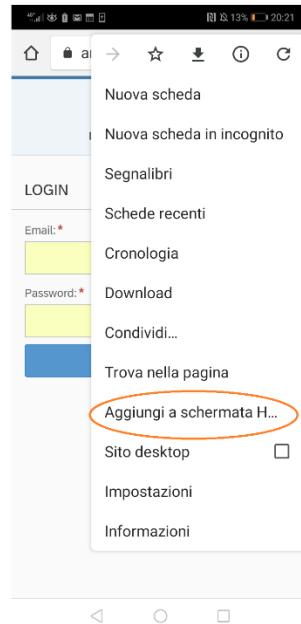 13% 20:21
a
Nuova scheda
Nuova scheda in incognito
Segnalibri
LOGIN
Schede recenti
Email: *
Cronologia
Download
Password: *
Condividi...
Trova nella pagina
Aggiungi a schermata H...
Sito desktop
Impostazioni
Informazioni